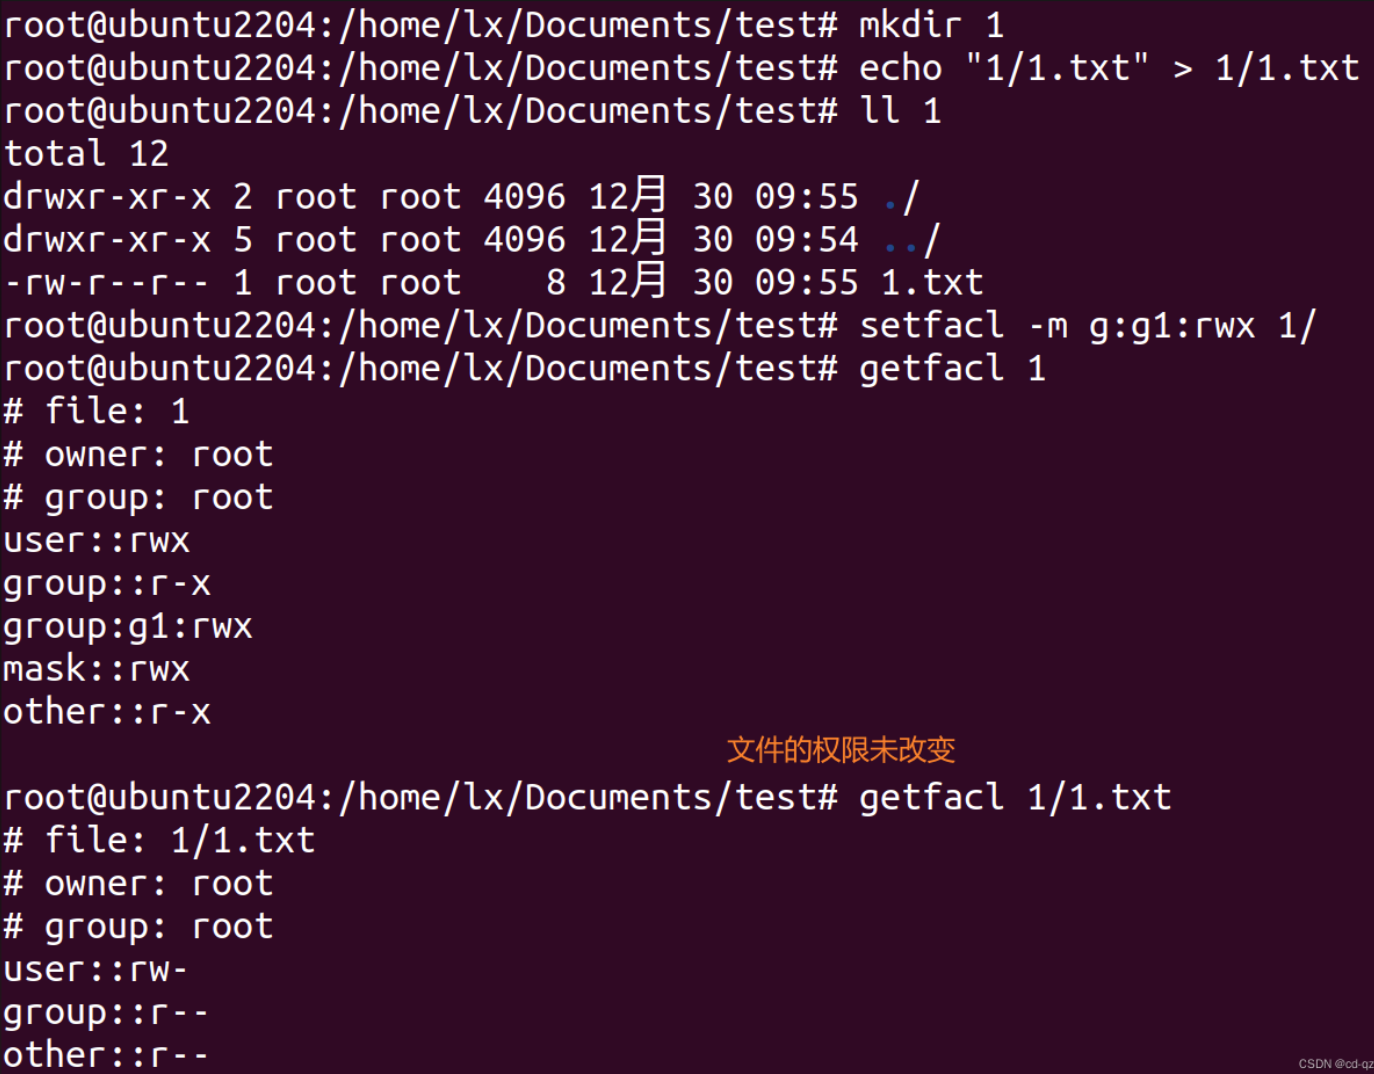 root@ubuntu2204:/home/lx/Documents/test# mkdir 1
root@ubuntu2204:/home/lx/Documents/test# echo "1/1.txt" > 1/1.txt
root@ubuntu2204:/home/lx/Documents/test# ll 1
total 12
drwxr-xr-x 2 root root 4096 12月 30 09:55 ./
drwxr-xr-x 5 root root 4096 12月 30 09:54 ../
-rw-r--r-- 1 root root    8 12月 30 09:55 1.txt
root@ubuntu2204:/home/lx/Documents/test# setfacl -m g:g1:rwx 1/
root@ubuntu2204:/home/lx/Documents/test# getfacl 1
# file: 1
# owner: root
# group: root
user::rwx
group::r-x
group:g1:rwx
mask::rwx
other::r-x
文件的权限未改变
root@ubuntu2204:/home/lx/Documents/test# getfacl 1/1.txt
# file: 1/1.txt
# owner: root
# group: root
user::rw-
group::r--
other::r--
CSDN @cd-qz